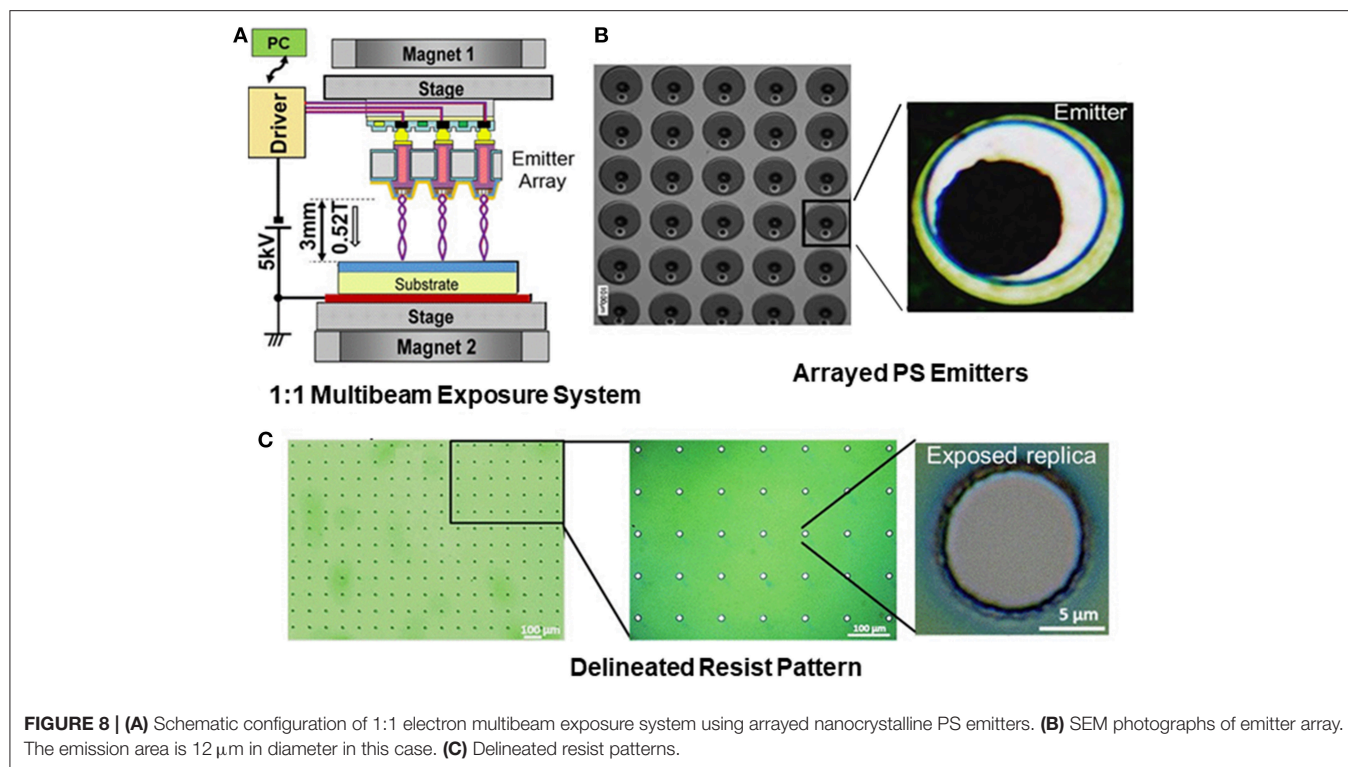 A
PC
Driver
5kV
Magnet 1
Stage
Emitter
Array
3mm
0.52T
Substrate
Stage
Magnet 2
1:1 Multibeam Exposure System
B
Emitter
Arrayed PS Emitters
C
100 µm
100 µm
Exposed replica
5 µm
Delineated Resist Pattern
FIGURE 8 | (A) Schematic configuration of 1:1 electron multibeam exposure system using arrayed nanocrystalline PS emitters. (B) SEM photographs of emitter array.
The emission area is 12 µm in diameter in this case. (C) Delineated resist patterns.